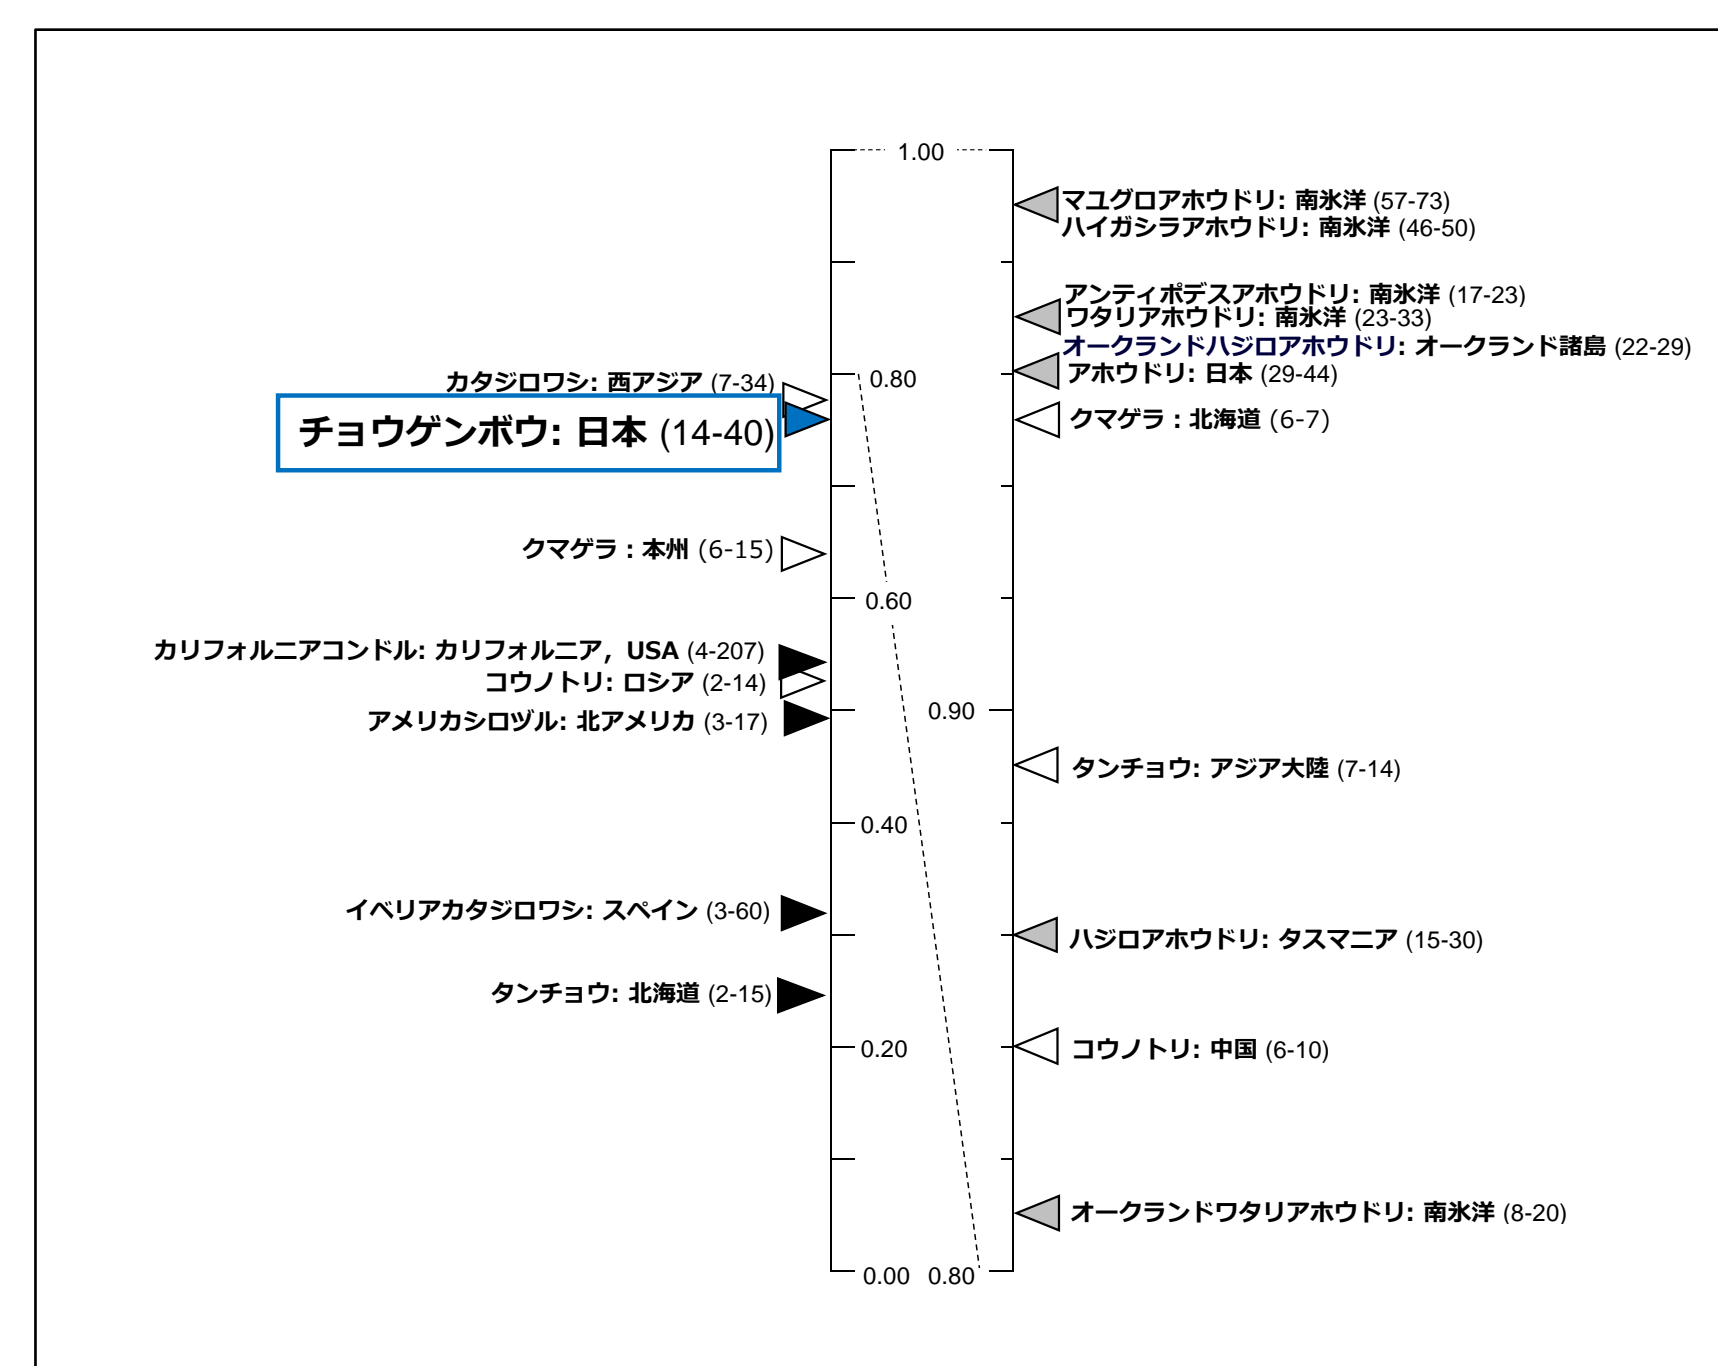 1.00
マユグロアホウドリ: 南氷洋 (57-73)
ハイガシラアホウドリ: 南氷洋 (46-50)
アンティポデスアホウドリ: 南氷洋 (17-23)
ワタリアホウドリ: 南氷洋 (23-33)
オークランドハジロアホウドリ: オークランド諸島 (22-29)
カタジロワシ: 西アジア (7-34)
0.80
アホウドリ: 日本 (29-44)
チョウゲンボウ: 日本 (14-40)
クマゲラ : 北海道 (6-7)
クマゲラ : 本州 (6-15)
0.60
カリフォルニアコンドル: カリフォルニア, USA (4-207)
コウノトリ: ロシア (2-14)
アメリカシロヅル: 北アメリカ (3-17)
0.90
タンチョウ: アジア大陸 (7-14)
0.40
イベリアカタジロワシ: スペイン (3-60)
ハジロアホウドリ: タスマニア (15-30)
タンチョウ: 北海道 (2-15)
0.20
コウノトリ: 中国 (6-10)
オークランドワタリアホウドリ: 南氷洋 (8-20)
0.00
0.80